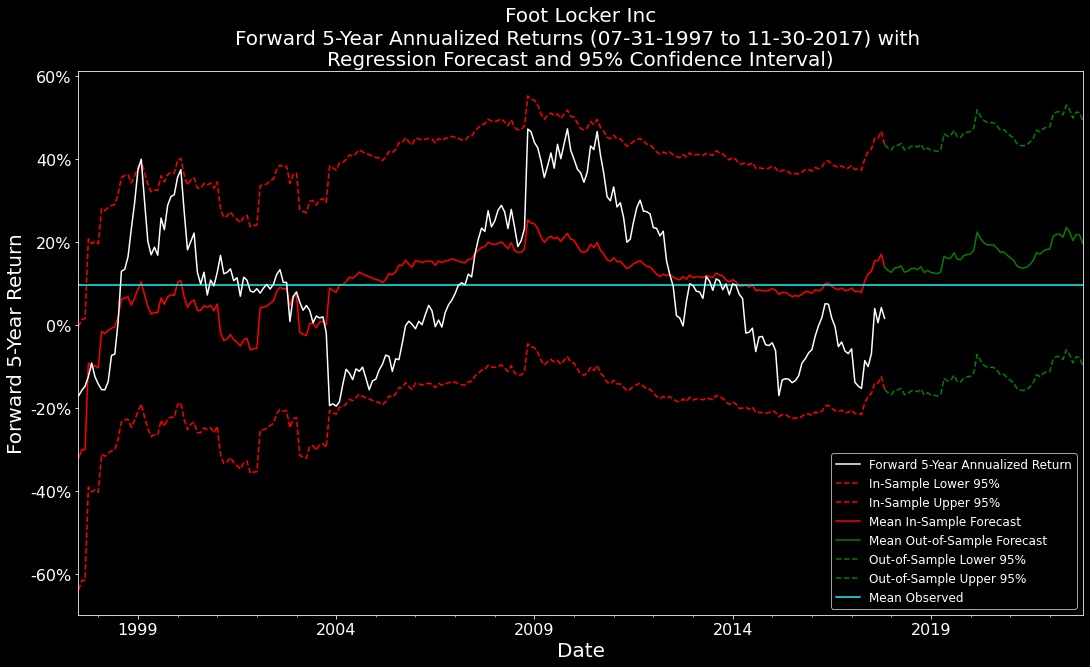 Foot Locker Inc
Forward 5-Year Annualized Returns (07-31-1997 to 11-30-2017) with
Regression Forecast and 95% Confidence Interval)
Forward 5-Year Return
60%
40%
20%
0%
-20%
-40%
-60%
1999
2004
2009
2014
2019
Date
Forward 5-Year Annualized Return
In-Sample Lower 95%
In-Sample Upper 95%
Mean In-Sample Forecast
Mean Out-of-Sample Forecast
Out-of-Sample Lower 95%
Out-of-Sample Upper 95%
Mean Observed